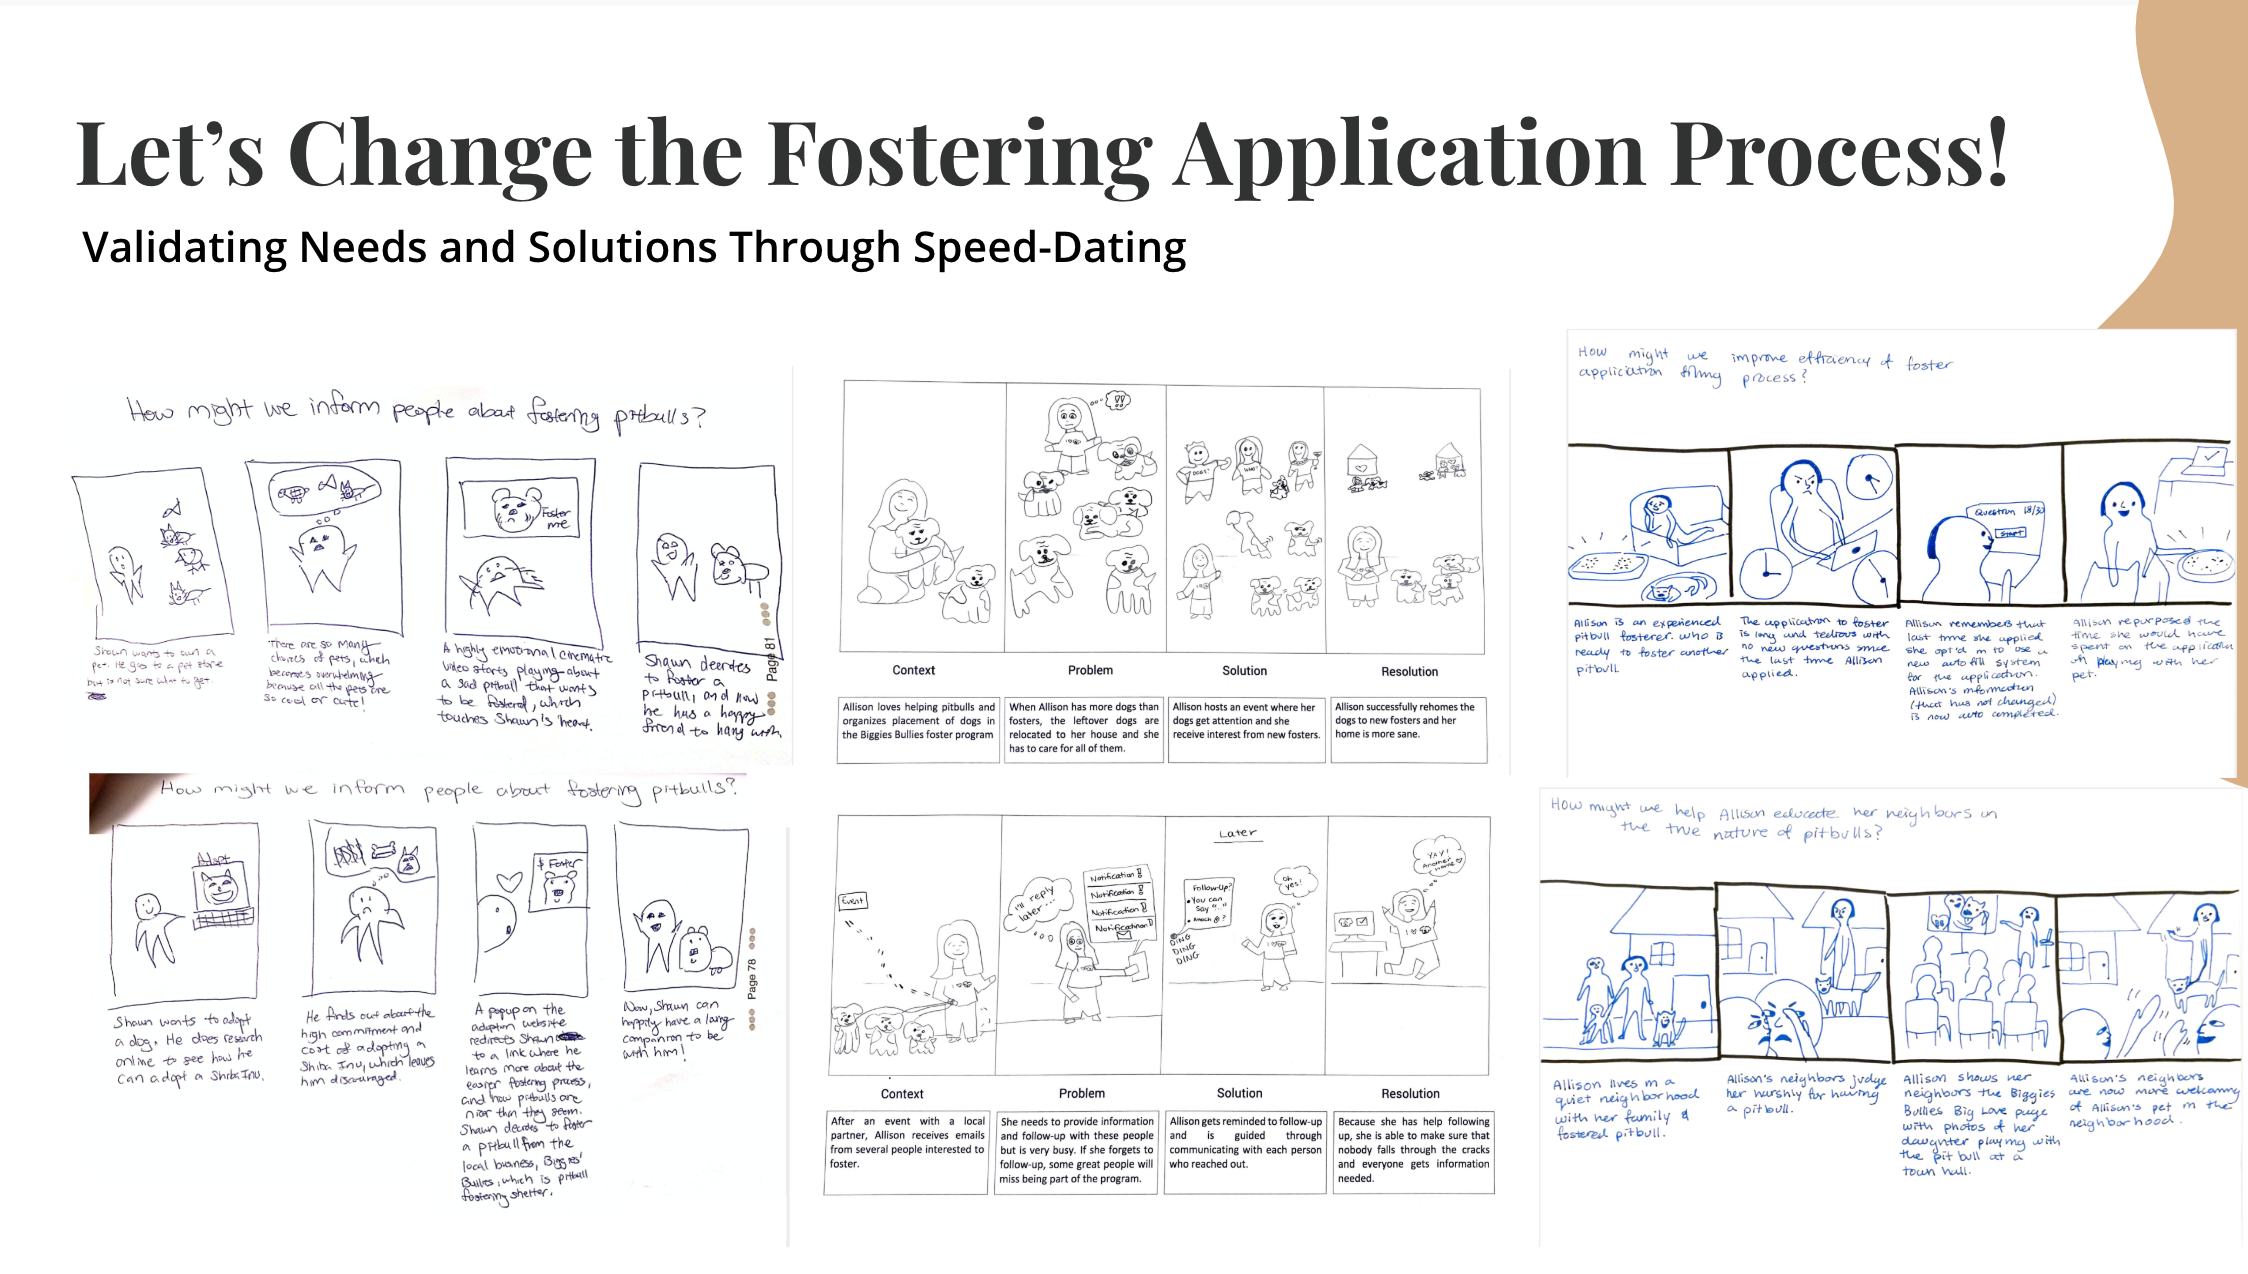 Let's Change the Fostering Application Process!
Validating Needs and Solutions Through Speed-Dating
How might we inform people about fostering pitbulls?
Foster
me
Shawn wants to own a
pet. He goes to a pet store
but is not sure what to get.
There are so many
choices of pets, which
becomes overwhelming
because all the pets are
so cool or cute!
A highly emotional cinematic
video starts playing about
a sad pitbull that wants
to be fostered, which
touches Shawn's heart.
Shawn decides
to foster a
pitbull, and now
he has a happy
friend to hang with.
Page 81
Context
Problem
Solution
Resolution
DOGS?
WHO?
!!
Allison loves helping pitbulls and
organizes placement of dogs in
the Biggies Bullies foster program
When Allison has more dogs than
fosters, the leftover dogs are
relocated to her house and she
has to care for all of them.
Allison hosts an event where her
dogs get attention and she
receive interest from new fosters.
Allison successfully rehomes the
dogs to new fosters and her
home is more sane.
How might we improve efficiency of foster
application filling process?
Question 18/30
START
Allison is an experienced
pitbull fosterer who is
ready to foster another
pitbull
The application to foster
is long and tedious with
no new questions since
the last time Allison
applied.
Allison remembers that
last time she applied
she opt'd in to use a
new auto fill system
for the application.
Allison's information
(that has not changed)
is now auto completed.
Allison repurposed the
time she would have
spent on the application
on playing with her
pet.
How might we inform people about fostering pitbulls?
Adopt
$$$$
$ Foster
Shawn wants to adopt
a dog. He does research
online to see how he
can adopt a Shiba Inu.
He finds out about the
high commitment and
cost of adopting a
Shiba Inu, which leaves
him discouraged.
A popup on the
adoption website
redirects Shawn
to a link where he
learns more about the
easier fostering process,
and how pitbulls are
nicer than they seem.
Shawn decides to foster
a pitbull from the
local business, Biggies'
Bullies, which is pitbull
fostering shelter.
Now, Shawn can
happily have a loving
companion to be
with him!
Page 78
Event
I'll reply
later...
Notification !
Notification !
Notification !
Notification !
Later
Follow-Up?
• You can
say " "
DING
DING
DING
Oh
yes!
YAY!
Another
home
Context
Problem
Solution
Resolution
After an event with a local
partner, Allison receives emails
from several people interested to
foster.
She needs to provide information
and follow-up with these people
but is very busy. If she forgets to
follow-up, some great people will
miss being part of the program.
Allison gets reminded to follow-up
and is guided through
communicating with each person
who reached out.
Because she has help following
up, she is able to make sure that
nobody falls through the cracks
and everyone gets information
needed.
How might we help Allison educate her neighbors on
the true nature of pitbulls?
Allison lives in a
quiet neighborhood
with her family &
fostered pitbull.
Allison's neighbors judge
her harshly for having
a pitbull.
Allison shows her
neighbors the Biggies
Bullies Big Love page
with photos of her
daughter playing with
the pit bull at a
town hall.
Allison's neighbors
are now more welcoming
of Allison's pet in the
neighborhood.